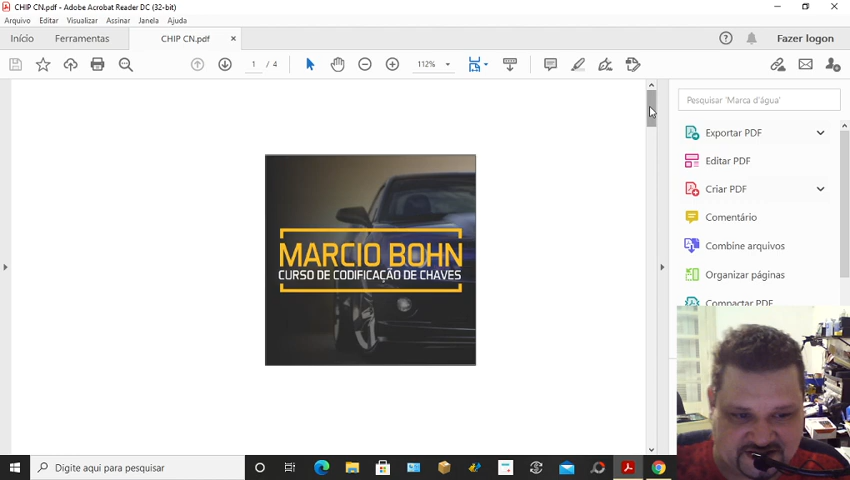 CHIP CN.pdf - Adobe Acrobat Reader DC (32-bit)
Arquivo Editar Visualizar Assinar Janela Ajuda
Início Ferramentas CHIP CN.pdf × Fazer logon
1 / 4 112%
Pesquisar 'Marca d'água'
Exportar PDF
Editar PDF
Criar PDF
Comentário
Combine arquivos
Organizar páginas
Compactar PDF
MARCIO BOHN
CURSO DE CODIFICAÇÃO DE CHAVES
Digite aqui para pesquisar